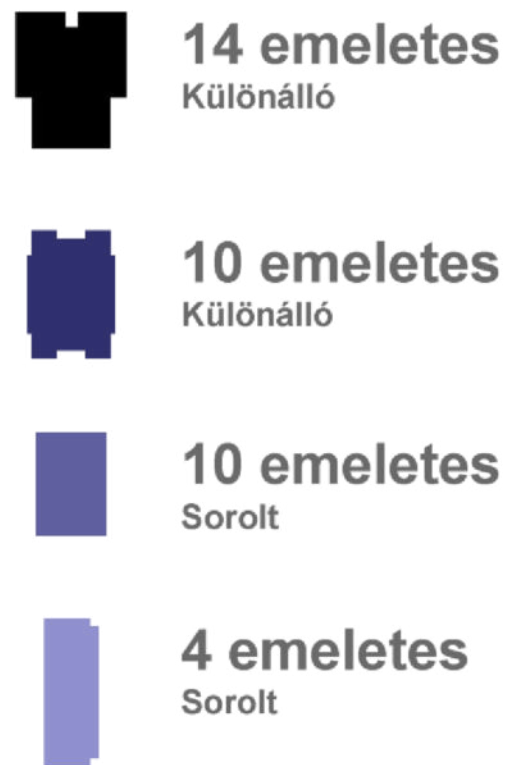 14 emeletes
Különálló
10 emeletes
Különálló
10 emeletes
Sorolt
4 emeletes
Sorolt